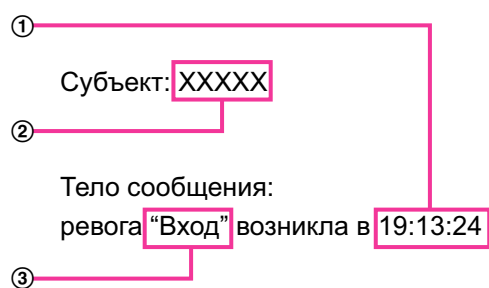 ①
Субъект: XXXXX
②
Тело сообщения:
ревога “Вход” возникла в 19:13:24
③